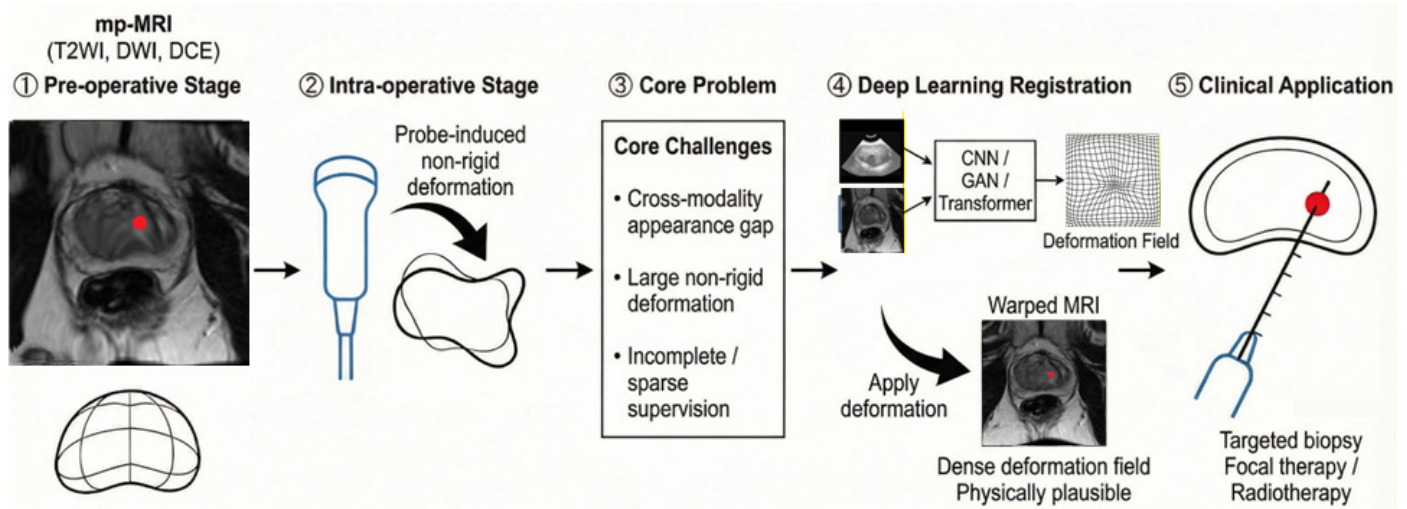 mp-MRI
(T2WI, DWI, DCE)
① Pre-operative Stage
② Intra-operative Stage
Probe-induced
non-rigid
deformation
③ Core Problem
Core Challenges
• Cross-modality
appearance gap
• Large non-rigid
deformation
• Incomplete /
sparse
supervision
④ Deep Learning Registration
CNN /
GAN /
Transformer
Deformation Field
Apply
deformation
Warped MRI
Dense deformation field
Physically plausible
⑤ Clinical Application
Targeted biopsy
Focal therapy /
Radiotherapy